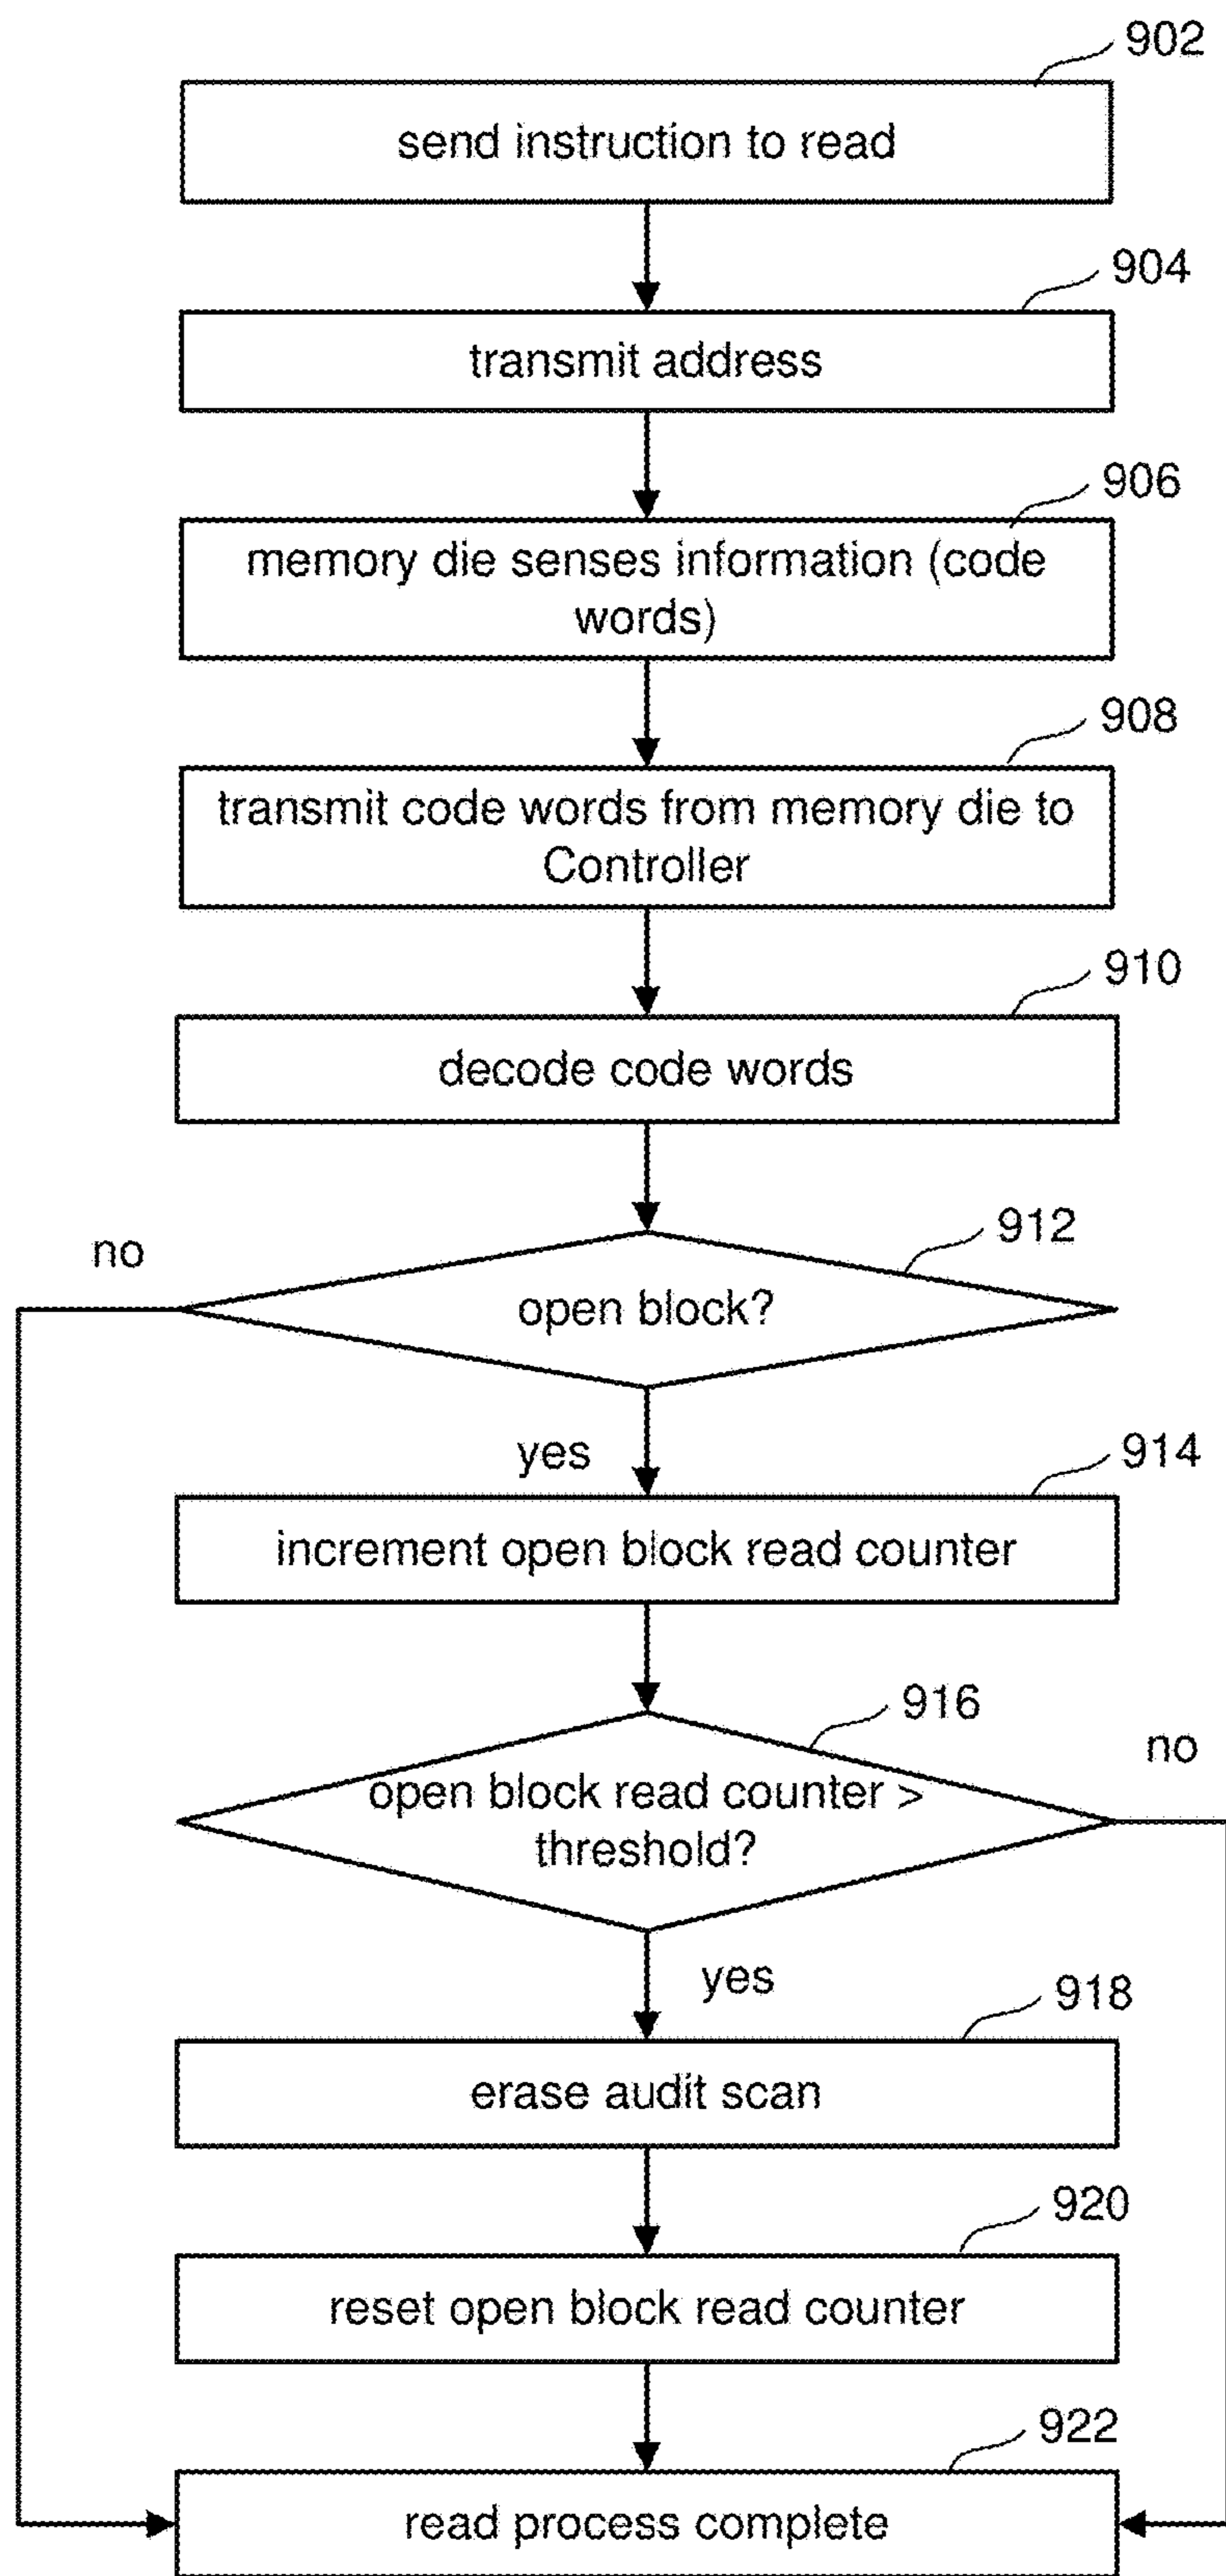 902
send instruction to read
904
transmit address
906
memory die senses information (code
words)
908
transmit code words from memory die to
Controller
910
decode code words
912
no
open block?
yes
914
increment open block read counter
916
no
open block read counter >
threshold?
yes
918
erase audit scan
920
reset open block read counter
922
read process complete